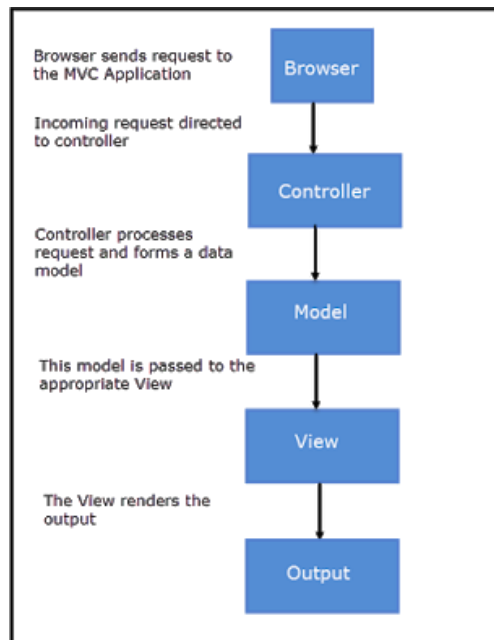 Browser sends request to
the MVC Application
Browser
Incoming request directed
to controller
Controller
Controller processes
request and forms a data
model
Model
This model is passed to the
appropriate View
View
The View renders the
output
Output